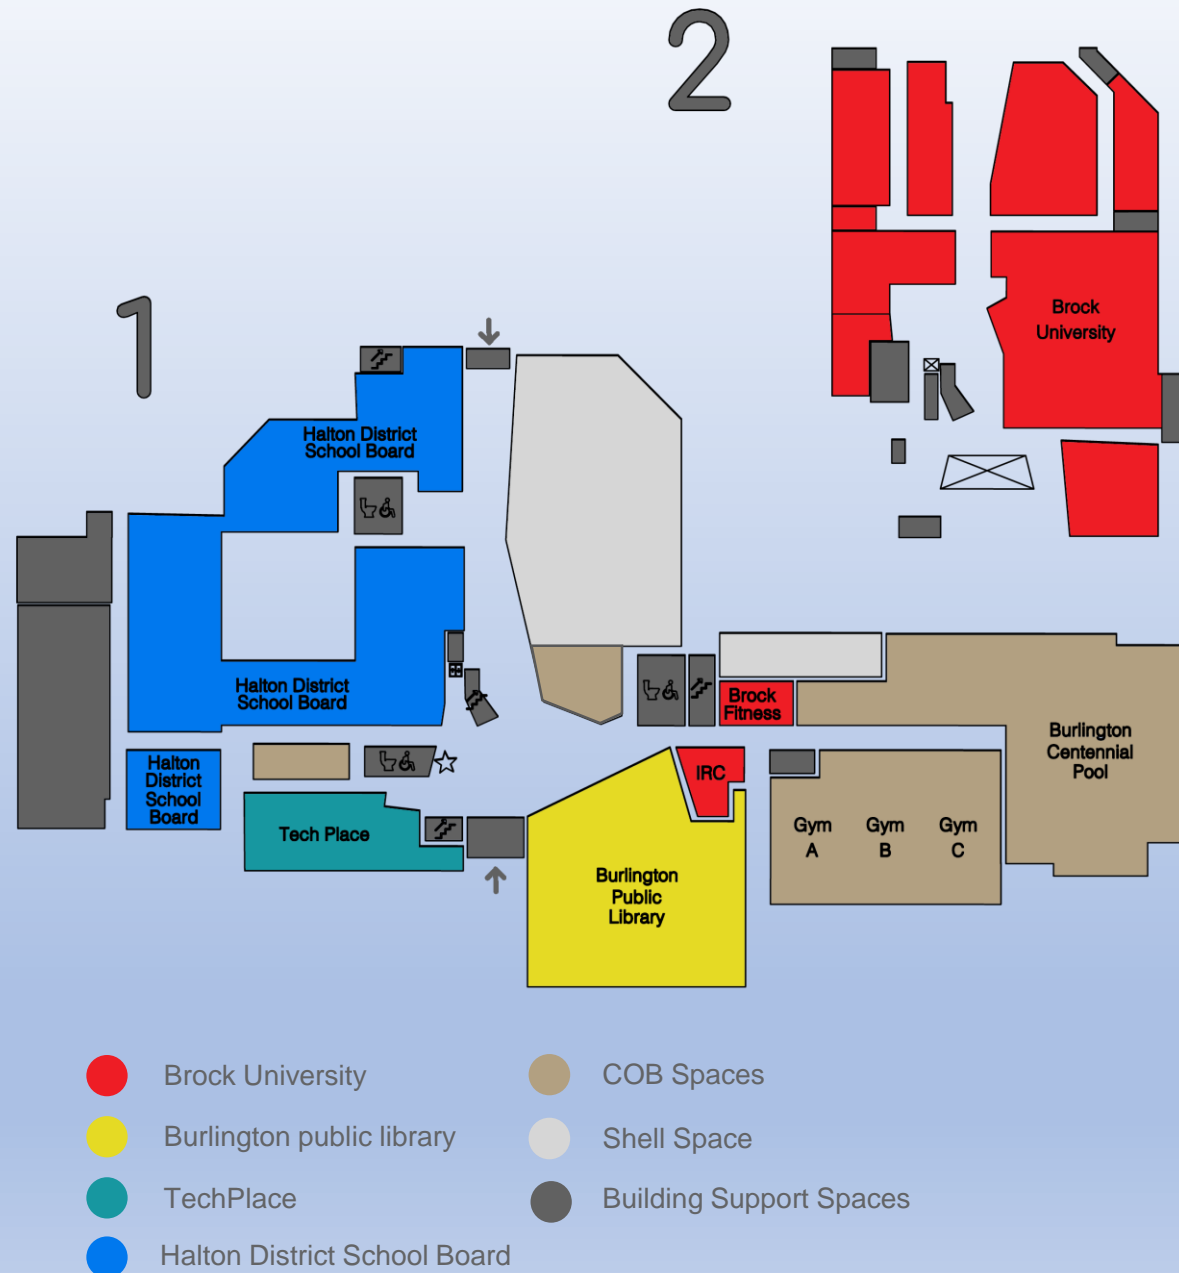 2
Brock
University
1
Halton District
School Board
Halton District
School Board
Brock
Fitness
Burlington
Centennial
Pool
Halton
District
School
Board
IRC
Tech Place
Gym
A
Gym
B
Gym
C
Burlington
Public
Library
Brock University
COB Spaces
Burlington public library
Shell Space
TechPlace
Building Support Spaces
Halton District School Board